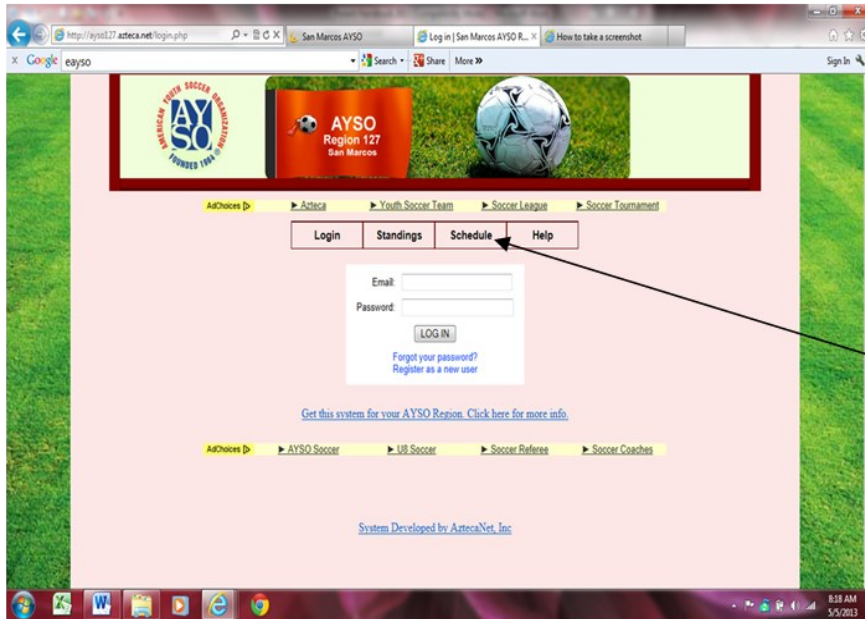 http://ayso127.azteca.net/login.php
San Marcos AYSO
Log in | San Marcos AYSO R...
How to take a screenshot
x Google eayso
Search
Share
More »
Sign In
AMERICAN YOUTH SOCCER ORGANIZATION
AYSO
FOUNDED 1964
AYSO
Region 127
San Marcos
AdChoices
Azteca
Youth Soccer Team
Soccer League
Soccer Tournament
Login
Standings
Schedule
Help
Email:
Password:
LOG IN
Forgot your password?
Register as a new user
Get this system for your AYSO Region. Click here for more info.
AdChoices
AYSO Soccer
U8 Soccer
Soccer Referee
Soccer Coaches
System Developed by AztecaNet, Inc
8:18 AM
5/5/2013